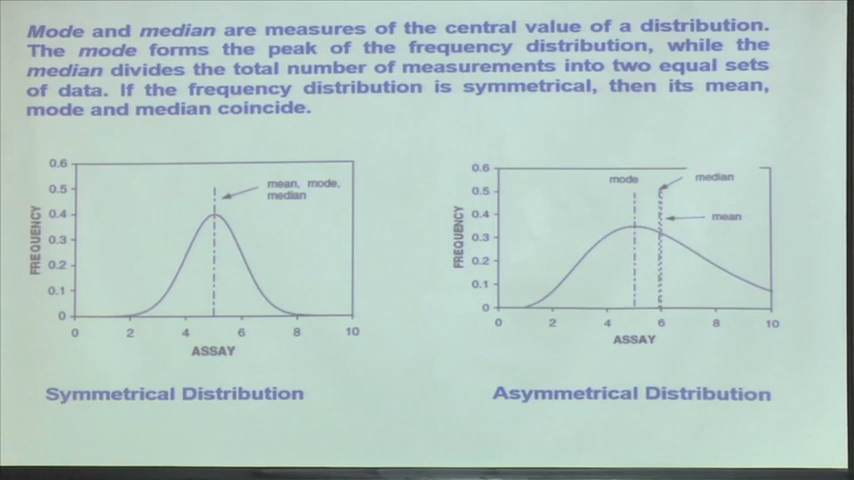 Mode and median are measures of the central value of a distribution.
The mode forms the peak of the frequency distribution, while the
median divides the total number of measurements into two equal sets
of data. If the frequency distribution is symmetrical, then its mean,
mode and median coincide.
0.6
0.5
0.4
0.3
0.2
0.1
0
FREQUENCY
mean, mode,
median
0 2 4 6 8 10
ASSAY
Symmetrical Distribution
0.6
0.5
0.4
0.3
0.2
0.1
0
FREQUENCY
mode
median
mean
0 2 4 6 8 10
ASSAY
Asymmetrical Distribution